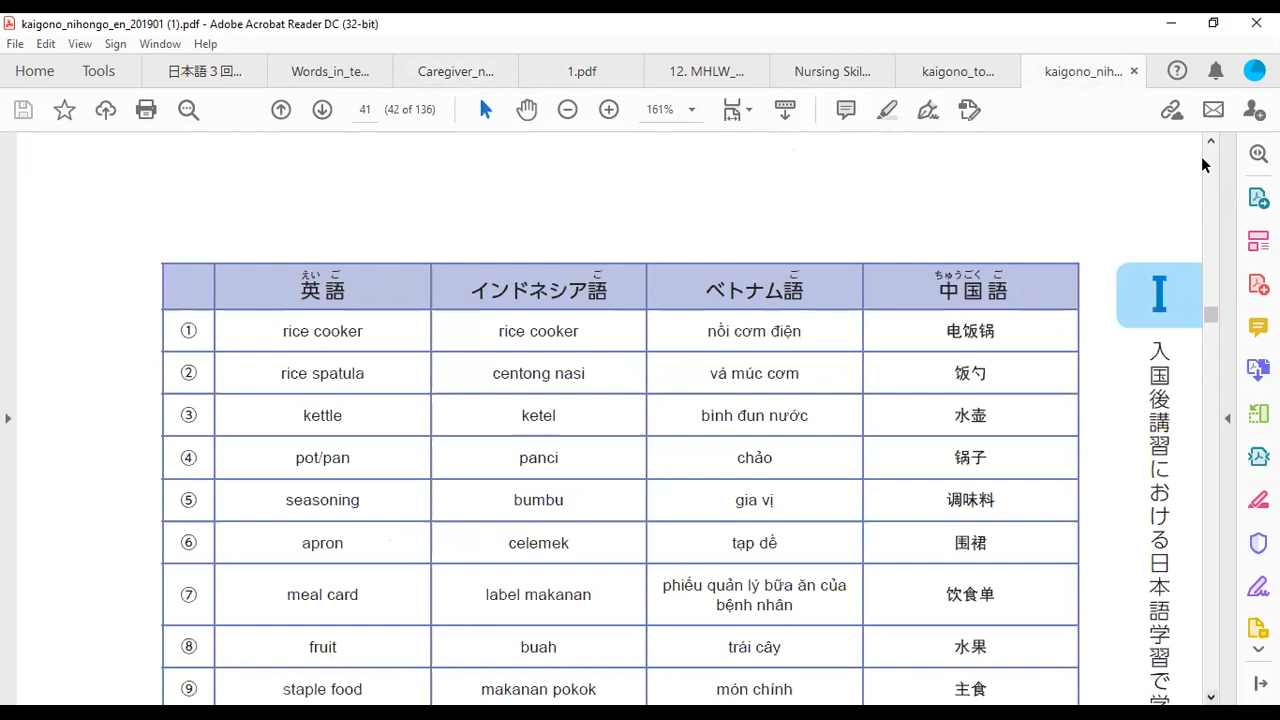 kaigono_nihongo_en_201901 (1).pdf - Adobe Acrobat Reader DC (32-bit)
File Edit View Sign Window Help
Home Tools 日本語３回... Words_in_te... Caregiver_n... 1.pdf 12. MHLW_... Nursing Skil... kaigono_to... kaigono_nih... ×
41 (42 of 136) 161%
えい ご ご ご ちゅうごく ご
英語 インドネシア語 ベトナム語 中国語
① rice cooker rice cooker nồi cơm điện 电饭锅
② rice spatula centong nasi vá múc cơm 饭勺
③ kettle ketel bình đun nước 水壶
④ pot/pan panci chảo 锅子
⑤ seasoning bumbu gia vị 调味料
⑥ apron celemek tạp dề 围裙
⑦ meal card label makanan phiếu quản lý bữa ăn của 饮食单
bệnh nhân
⑧ fruit buah trái cây 水果
⑨ staple food makanan pokok món chính 主食
I
入国後講習における日本語学習で学